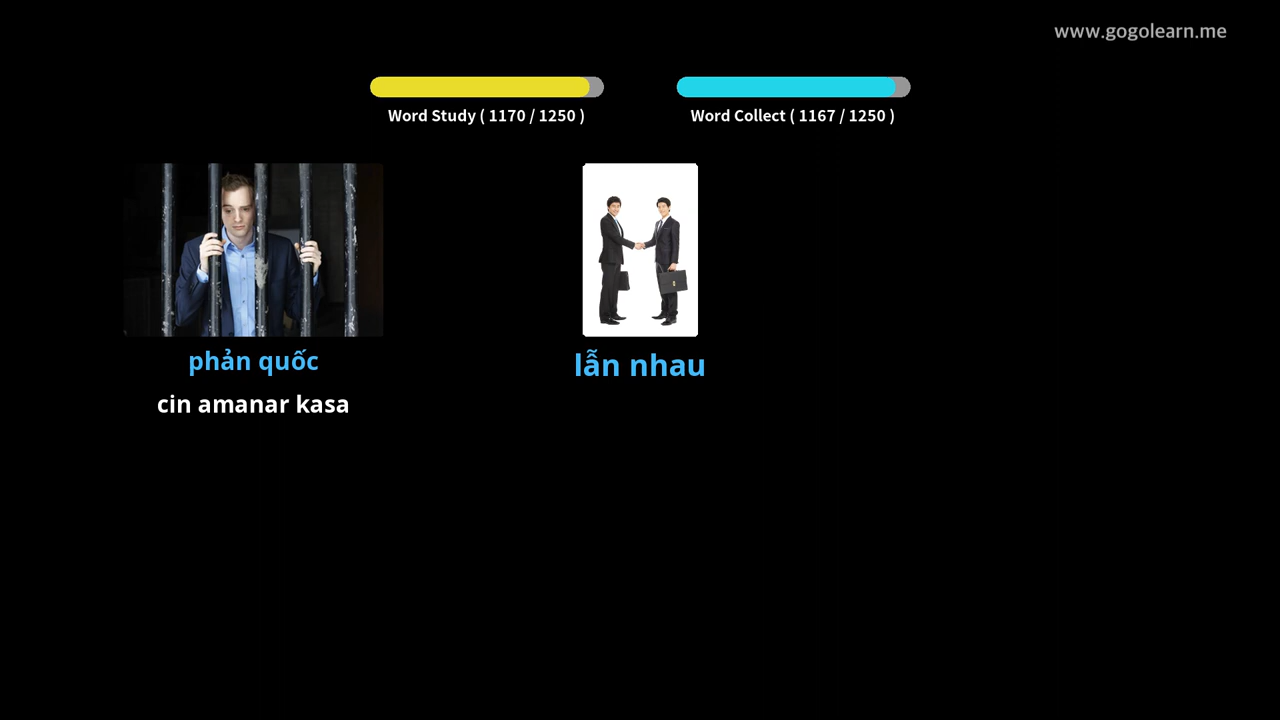 www.gogolearn.me
Word Study ( 1170 / 1250 )
Word Collect ( 1167 / 1250 )
phản quốc
cin amanar kasa
lẫn nhau